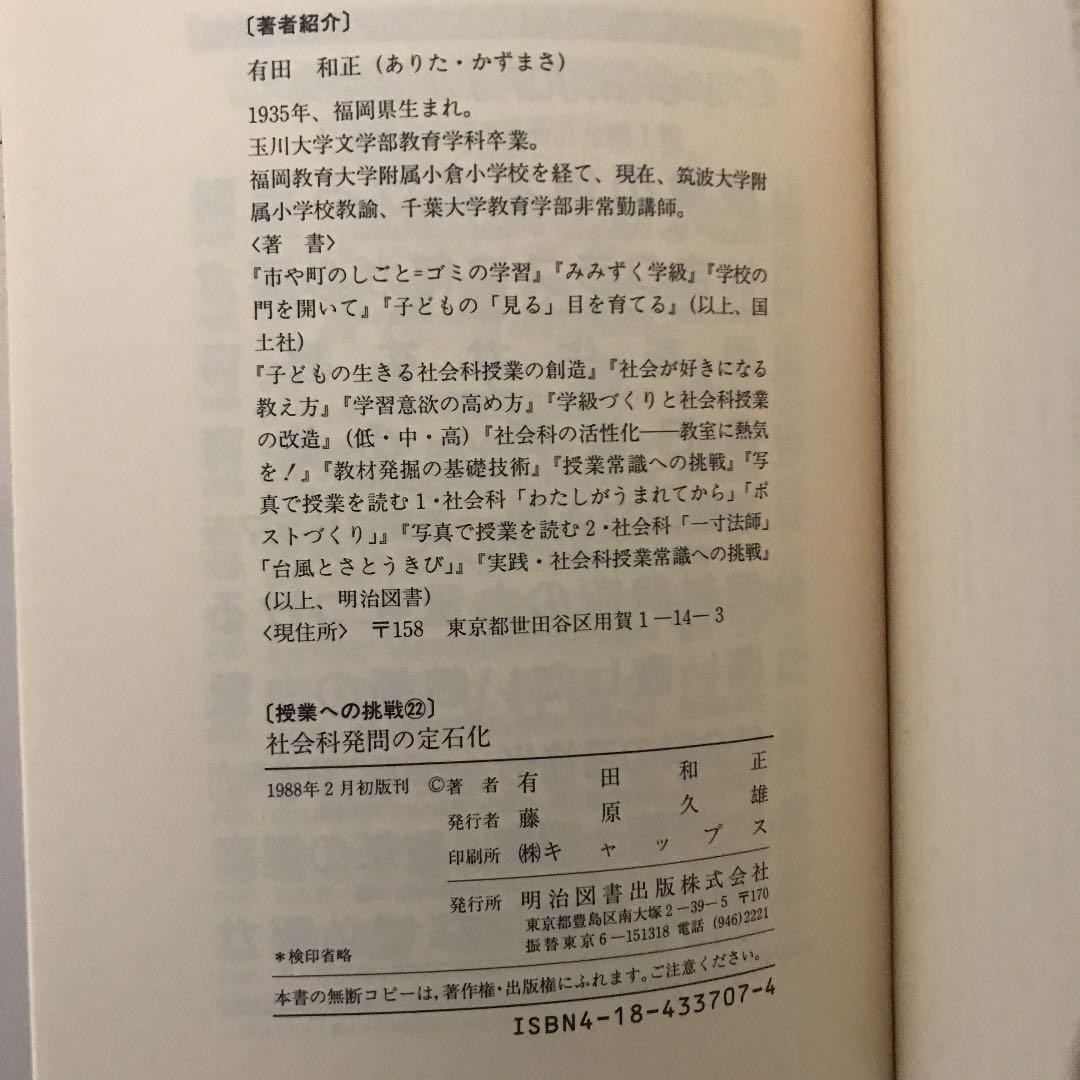 〔著者紹介〕
有田　和正（ありた・かずまさ）
1935年、福岡県生まれ。
玉川大学文学部教育学科卒業。
福岡教育大学附属小倉小学校を経て、現在、筑波大学附
属小学校教諭、千葉大学教育学部非常勤講師。
〈著　書〉
『市や町のしごと=ゴミの学習』『みみずく学級』『学校の
門を開いて』『子どもの「見る」目を育てる』（以上、国
土社）
『子どもの生きる社会科授業の創造』『社会が好きになる
教え方』『学習意欲の高め方』『学級づくりと社会科授業
の改造』（低・中・高）『社会科の活性化――教室に熱気
を！』『教材発掘の基礎技術』『授業常識への挑戦』『写
真で授業を読む1・社会科「わたしがうまれてから」「ポ
ストづくり」』『写真で授業を読む2・社会科「一寸法師」
「台風とさとうきび」』『実践・社会科授業常識への挑戦』
（以上、明治図書）
〈現住所〉　〒158　東京都世田谷区用賀1－14－3
〔授業への挑戦㉒〕
社会科発問の定石化
1988年2月初版刊　©著　者　有　田　和　正
発行者　藤　原　久　雄
印刷所　㈱キャップス
発行所　明治図書出版株式会社
東京都豊島区南大塚2－39－5　〒170
振替東京6－151318　電話　(946)2221
＊検印省略
本書の無断コピーは，著作権・出版権にふれます。ご注意ください。
ISBN4-18-433707-4